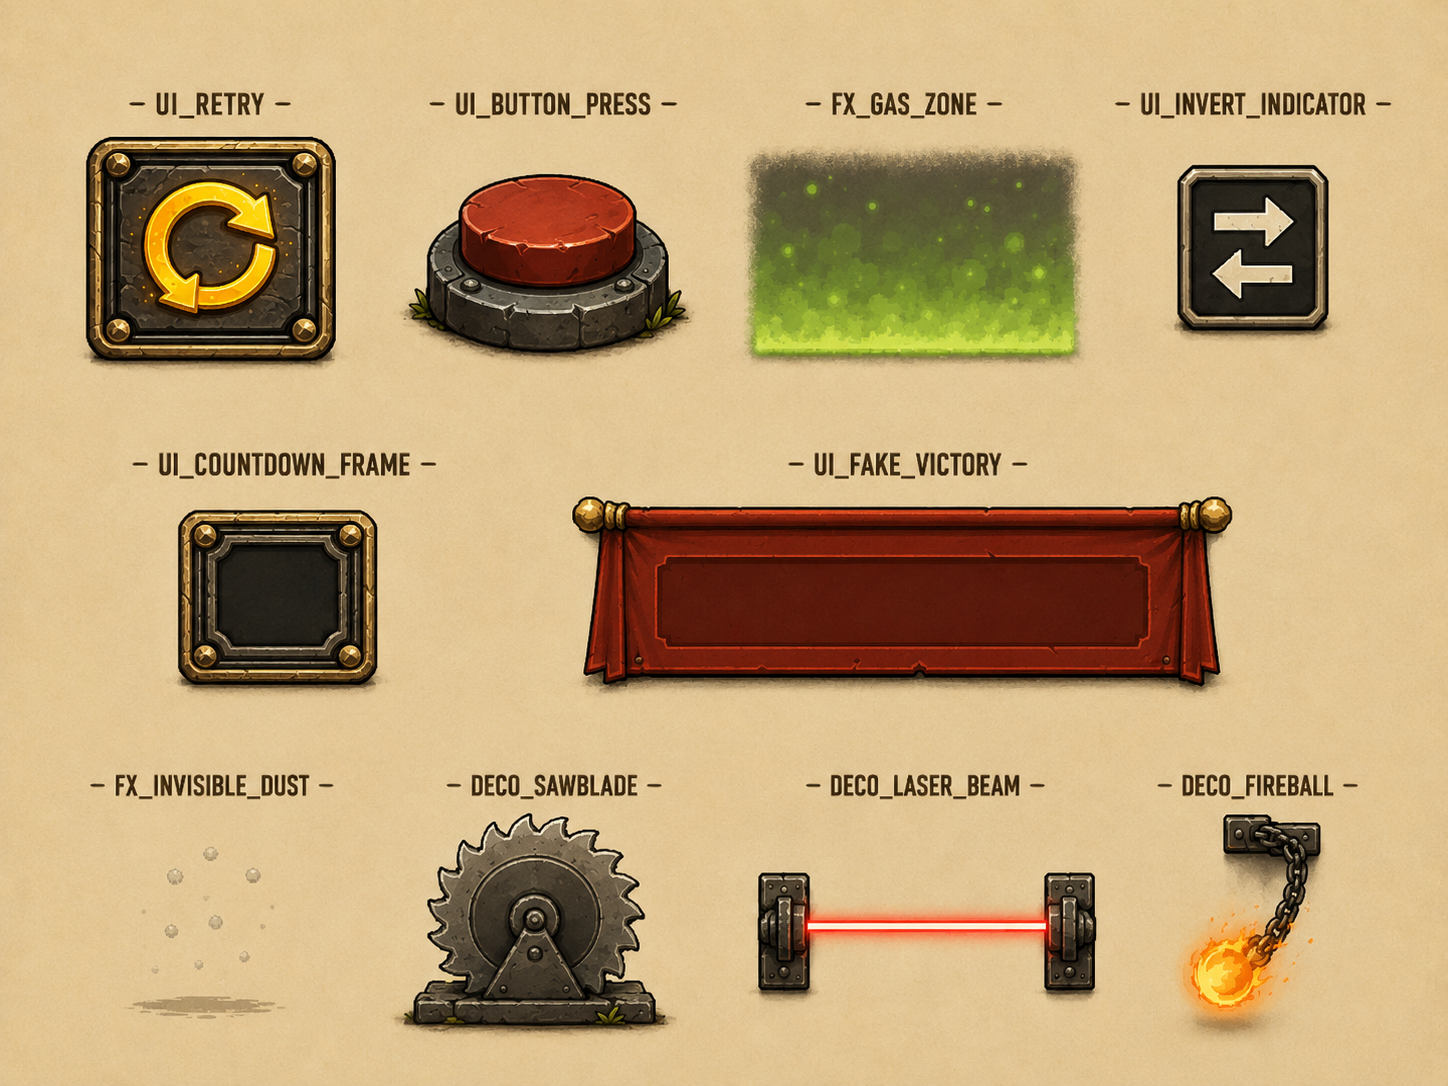 – UI_RETRY –
– UI_BUTTON_PRESS –
– FX_GAS_ZONE –
– UI_INVERT_INDICATOR –
– UI_COUNTDOWN_FRAME –
– UI_FAKE_VICTORY –
– FX_INVISIBLE_DUST –
– DECO_SAWBLADE –
– DECO_LASER_BEAM –
– DECO_FIREBALL –